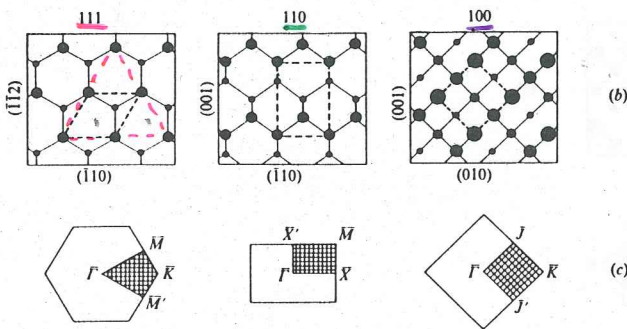 111 110 100
(1̄1̄2) (001) (001) (b)
(1̄10) (1̄10) (010)
M̄ X̄' M̄ J̄
Γ̄ K̄ Γ̄ X̄ Γ̄ K̄ (c)
M̄' J̄'